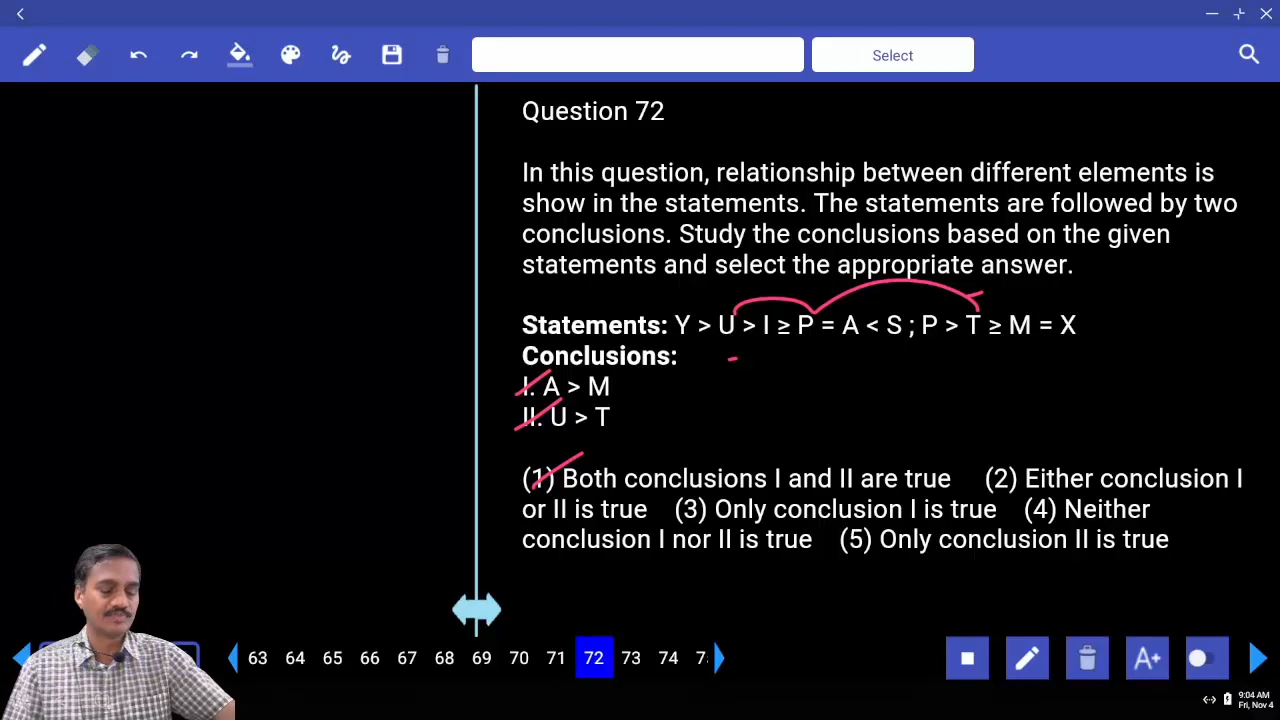 Select
Question 72
In this question, relationship between different elements is
show in the statements. The statements are followed by two
conclusions. Study the conclusions based on the given
statements and select the appropriate answer.
Statements: Y > U > I ≥ P = A < S ; P > T ≥ M = X
Conclusions:
I. A > M
II. U > T
(1) Both conclusions I and II are true (2) Either conclusion I
or II is true (3) Only conclusion I is true (4) Neither
conclusion I nor II is true (5) Only conclusion II is true
63 64 65 66 67 68 69 70 71 72 73 74
A+
9:04 AM
Fri, Nov 4